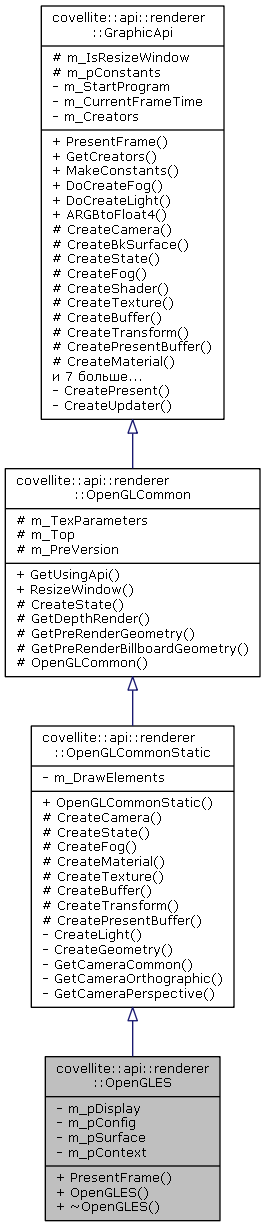 covellite::api::renderer
::GraphicApi
# m_IsResizeWindow
# m_pConstants
- m_StartProgram
- m_CurrentFrameTime
- m_Creators
+ PresentFrame()
+ GetCreators()
+ MakeConstants()
+ DoCreateFog()
+ DoCreateLight()
+ ARGBtoFloat4()
# CreateCamera()
# CreateBkSurface()
# CreateState()
# CreateFog()
# CreateShader()
# CreateTexture()
# CreateBuffer()
# CreateTransform()
# CreatePresentBuffer()
# CreateMaterial()
и 7 больше...
- CreatePresent()
- CreateUpdater()
covellite::api::renderer
::OpenGLCommon
# m_TexParameters
# m_Top
# m_PreVersion
+ GetUsingApi()
+ ResizeWindow()
# CreateState()
# GetDepthRender()
# GetPreRenderGeometry()
# GetPreRenderBillboardGeometry()
# OpenGLCommon()
covellite::api::renderer
::OpenGLCommonStatic
- m_DrawElements
+ OpenGLCommonStatic()
# CreateCamera()
# CreateState()
# CreateFog()
# CreateMaterial()
# CreateTexture()
# CreateBuffer()
# CreateTransform()
# CreatePresentBuffer()
- CreateLight()
- CreateGeometry()
- GetCameraCommon()
- GetCameraOrthographic()
- GetCameraPerspective()
covellite::api::renderer
::OpenGLES
- m_pDisplay
- m_pConfig
- m_pSurface
- m_pContext
+ PresentFrame()
+ OpenGLES()
+ ~OpenGLES()